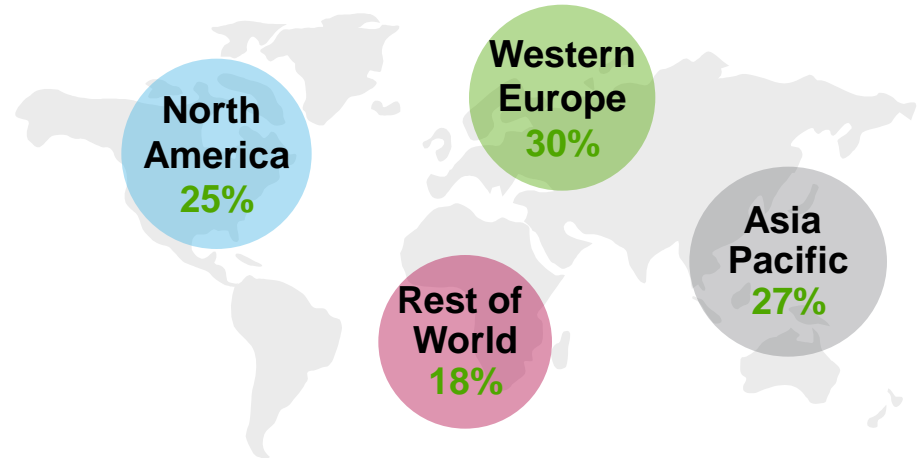 North
America
25%
Western
Europe
30%
Rest of
World
18%
Asia
Pacific
27%